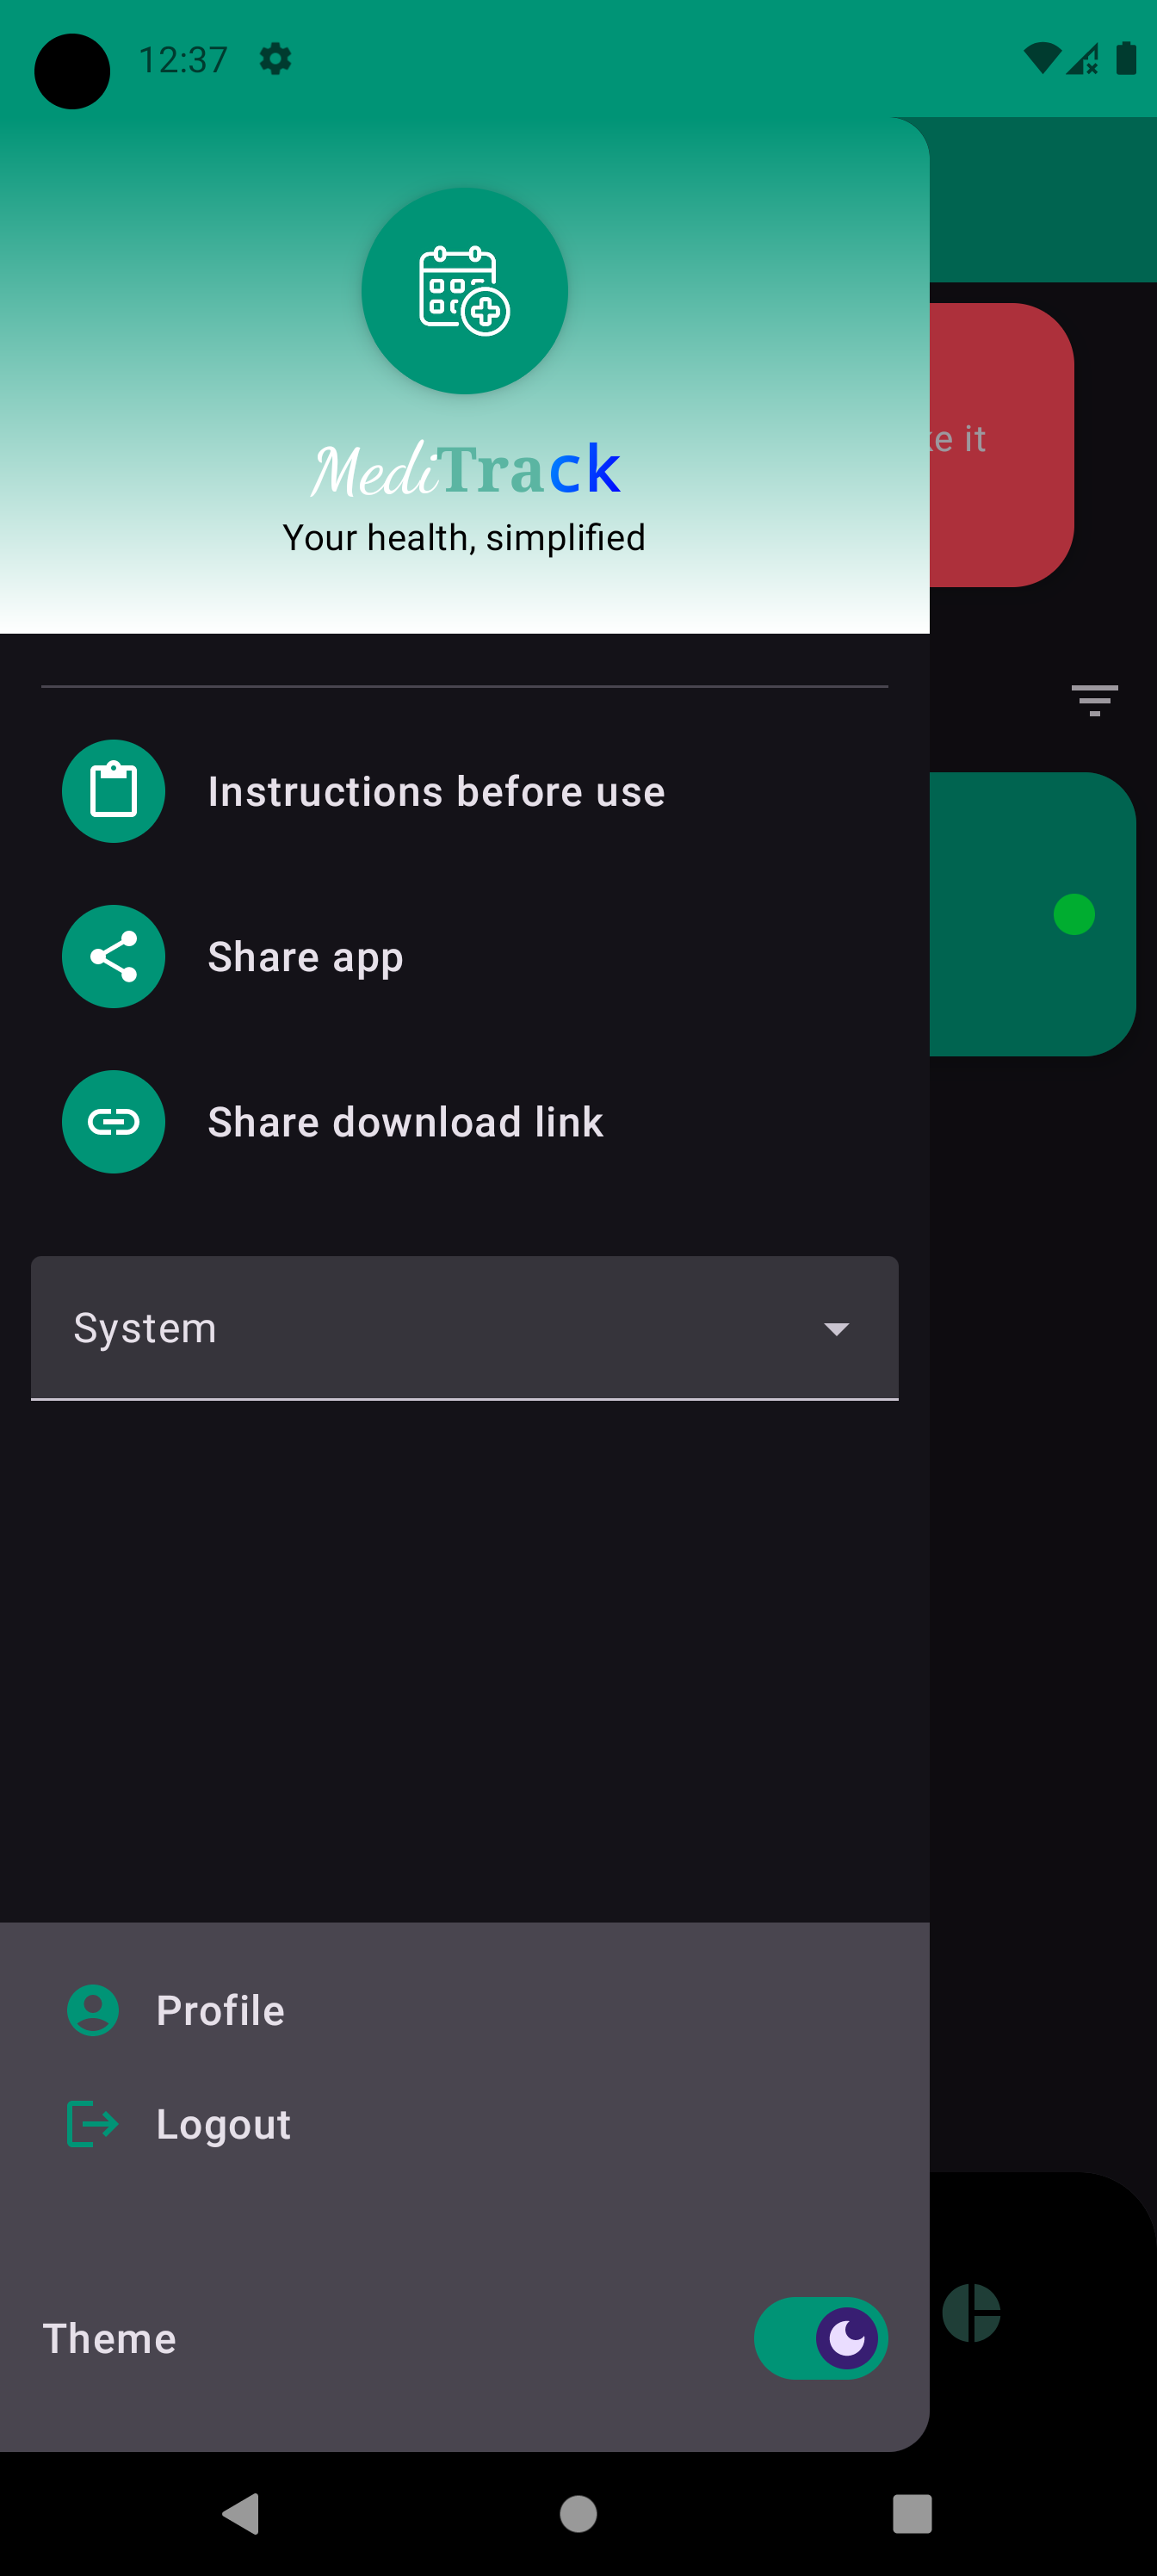 12:37
MediTrack
Your health, simplified
ke it
Instructions before use
Share app
Share download link
System
Profile
Logout
Theme